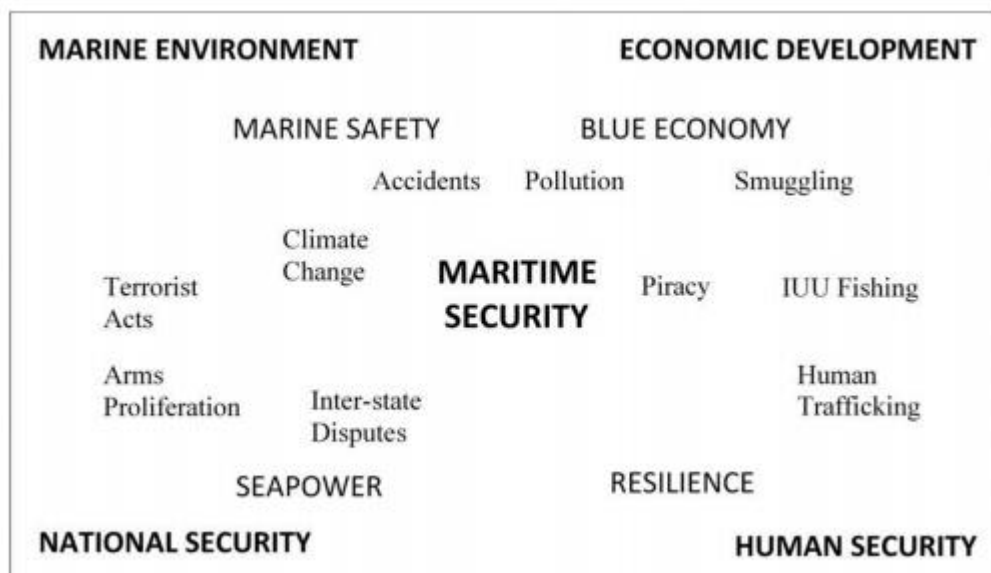 MARINE ENVIRONMENT
ECONOMIC DEVELOPMENT
MARINE SAFETY
BLUE ECONOMY
Accidents
Pollution
Smuggling
Climate
Change
MARITIME
SECURITY
Terrorist
Acts
Piracy
IUU Fishing
Arms
Proliferation
Inter-state
Disputes
Human
Trafficking
SEAPOWER
RESILIENCE
NATIONAL SECURITY
HUMAN SECURITY